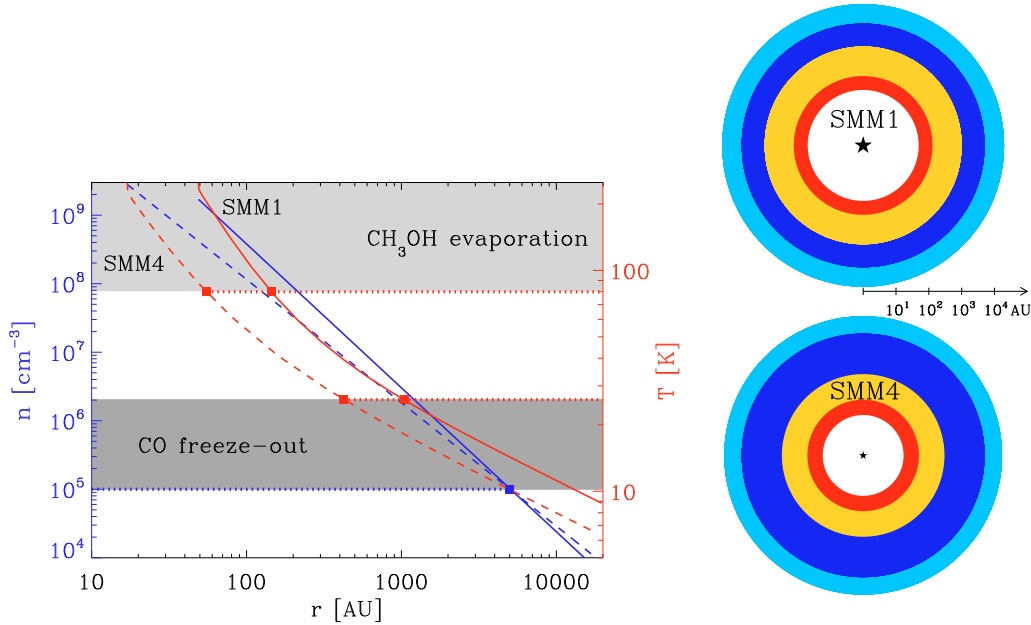 SMM1
SMM1
CH3OH evaporation
SMM4
CO freeze-out
n [cm−3]
10^9
10^8
10^7
10^6
10^5
10^4
T [K]
100
10
10 100 1000 10000
r [AU]
10^1 10^2 10^3 10^4 AU
SMM4